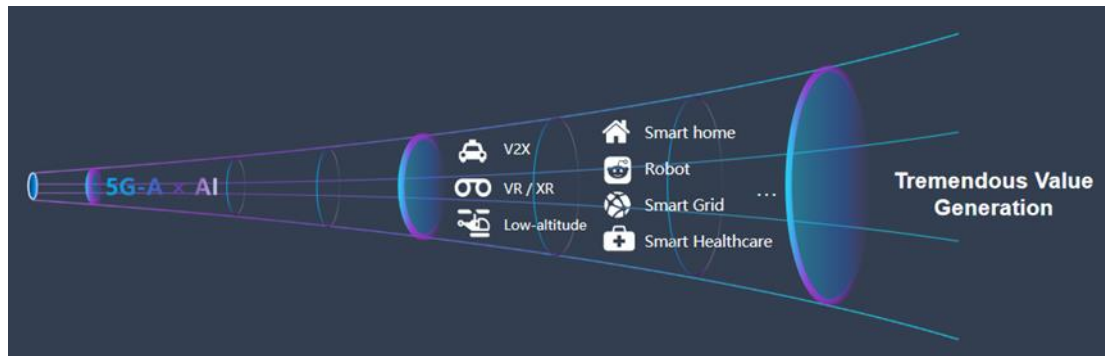 5G-A × AI
V2X
VR / XR
Low-altitude
Smart home
Robot
Smart Grid
Smart Healthcare
...
Tremendous Value
Generation